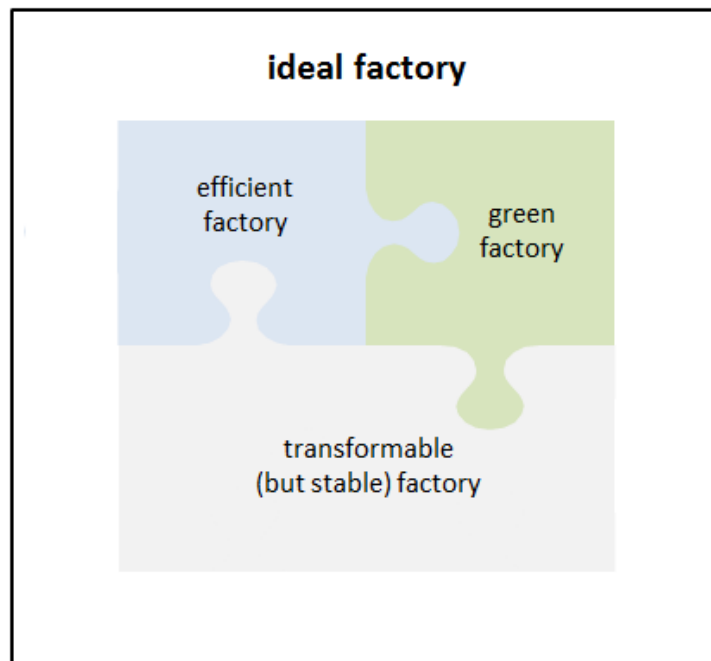 ideal factory
efficient
factory
green
factory
transformable
(but stable) factory